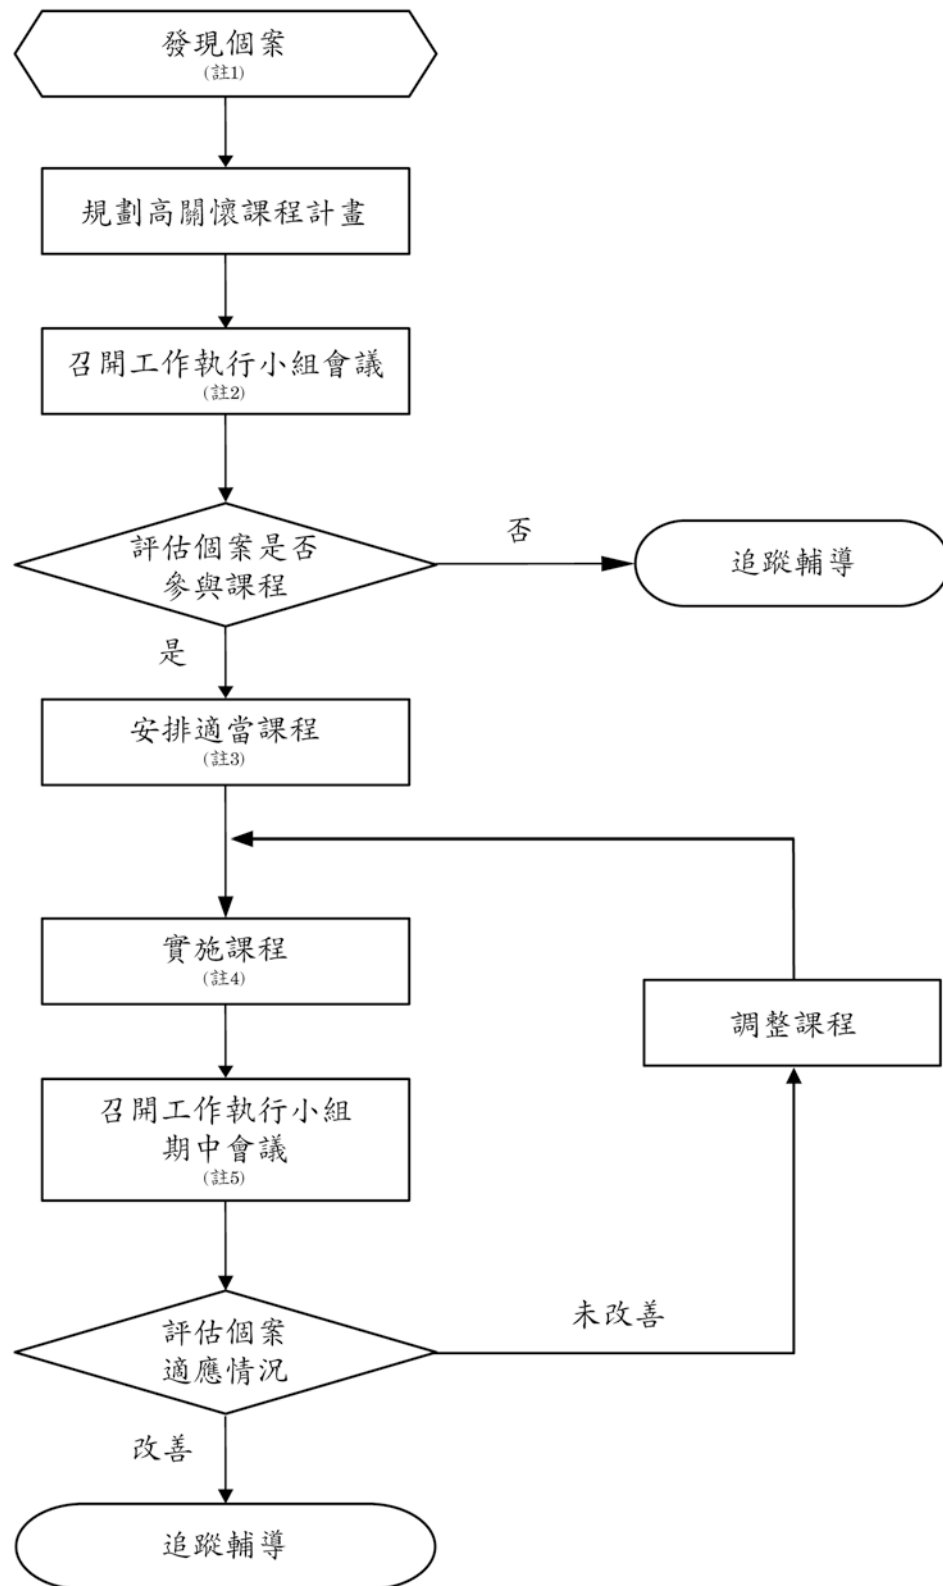 發現個案
(註1)
規劃高關懷課程計畫
召開工作執行小組會議
(註2)
評估個案是否
參與課程
否
追蹤輔導
是
安排適當課程
(註3)
實施課程
(註4)
調整課程
召開工作執行小組
期中會議
(註5)
評估個案
適應情況
未改善
改善
追蹤輔導